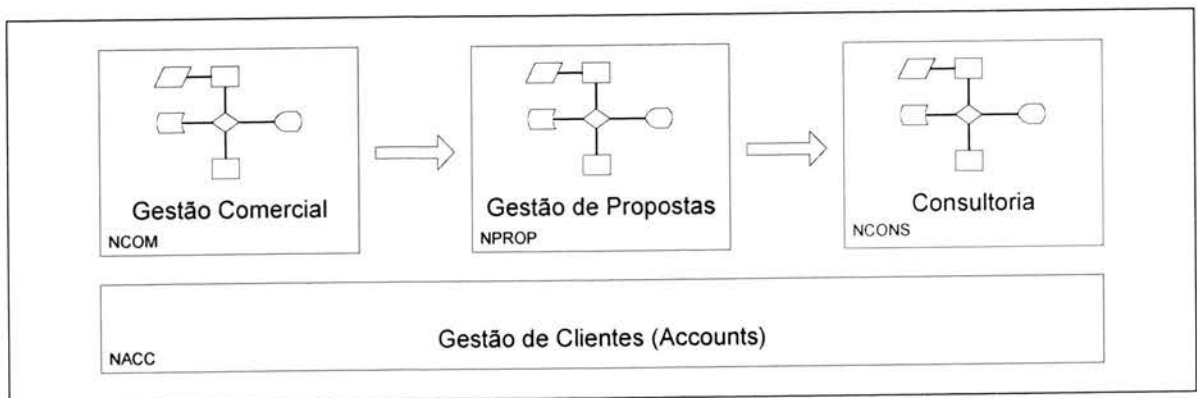 Gestão Comercial
NCOM
Gestão de Propostas
NPROP
Consultoria
NCONS
Gestão de Clientes (Accounts)
NACC